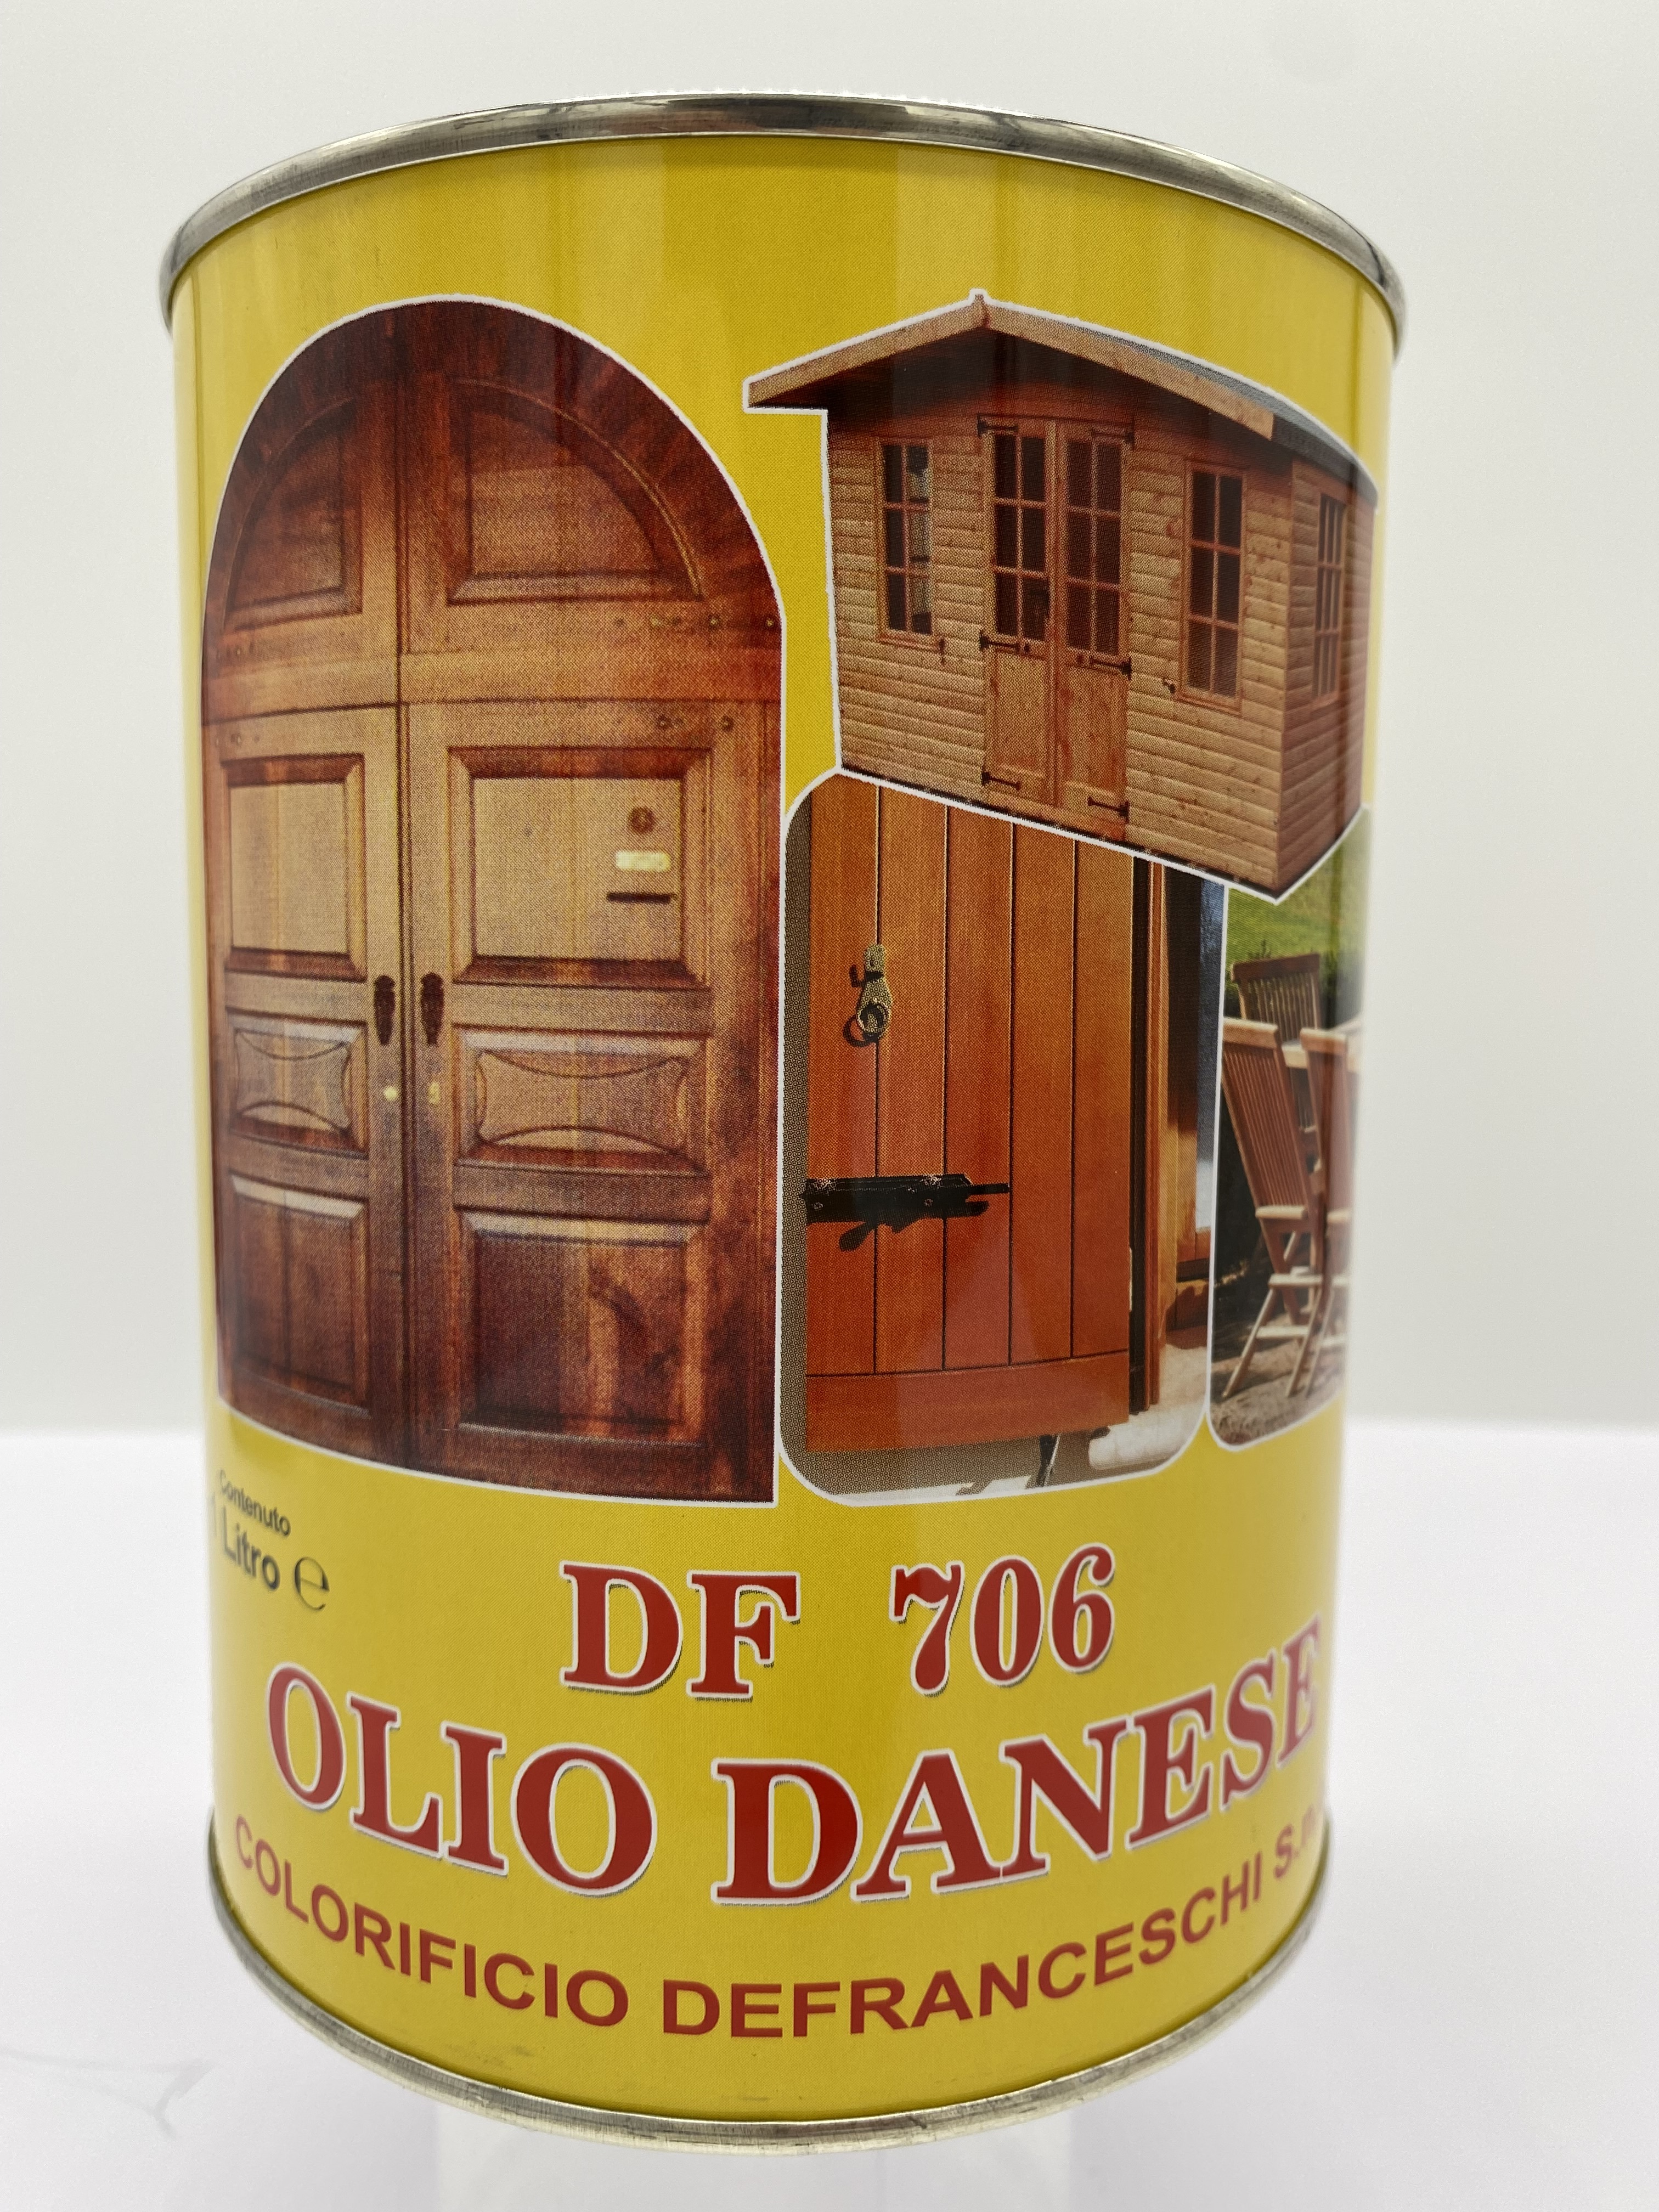 Contenuto
1 Litro ℮
DF 706
OLIO DANESE
COLORIFICIO DEFRANCESCHI